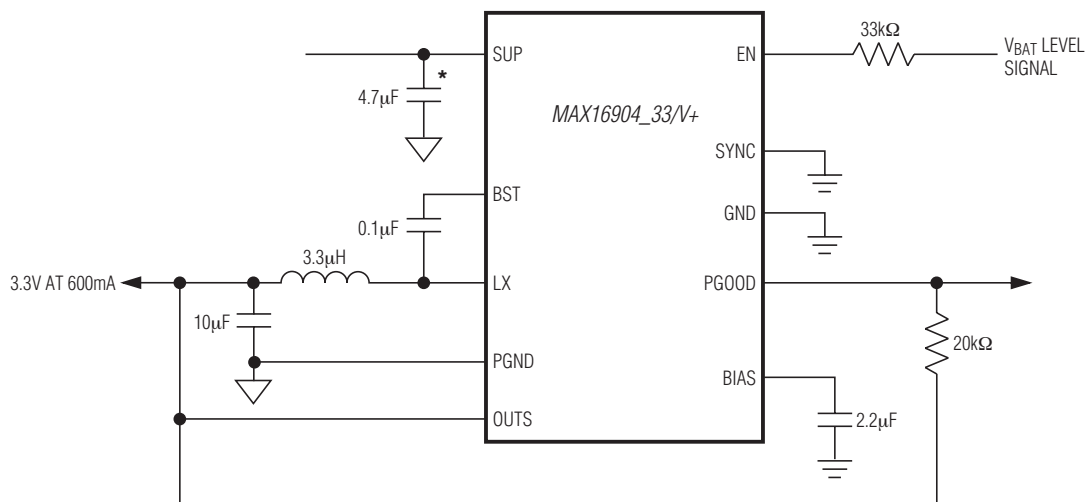 33kΩ
SUP
EN
VBAT LEVEL
SIGNAL
*
4.7μF
MAX16904_33/V+
SYNC
BST
GND
0.1μF
3.3μH
3.3V AT 600mA
LX
PGOOD
10μF
20kΩ
PGND
BIAS
OUTS
2.2μF